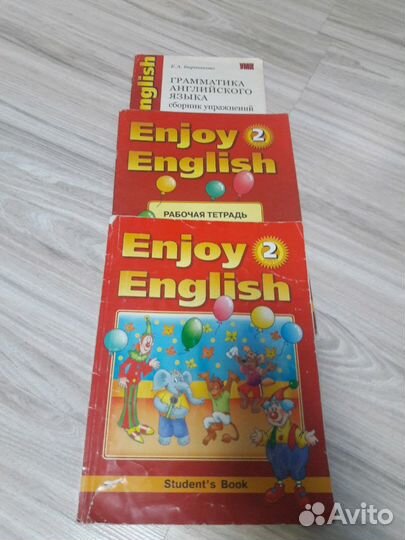 Е.А. Барашкова
УМК
English
ГРАММАТИКА
АНГЛИЙСКОГО
ЯЗЫКА
сборник упражнений
Enjoy 2
English
РАБОЧАЯ ТЕТРАДЬ
Enjoy 2
English
Student's Book
Avito